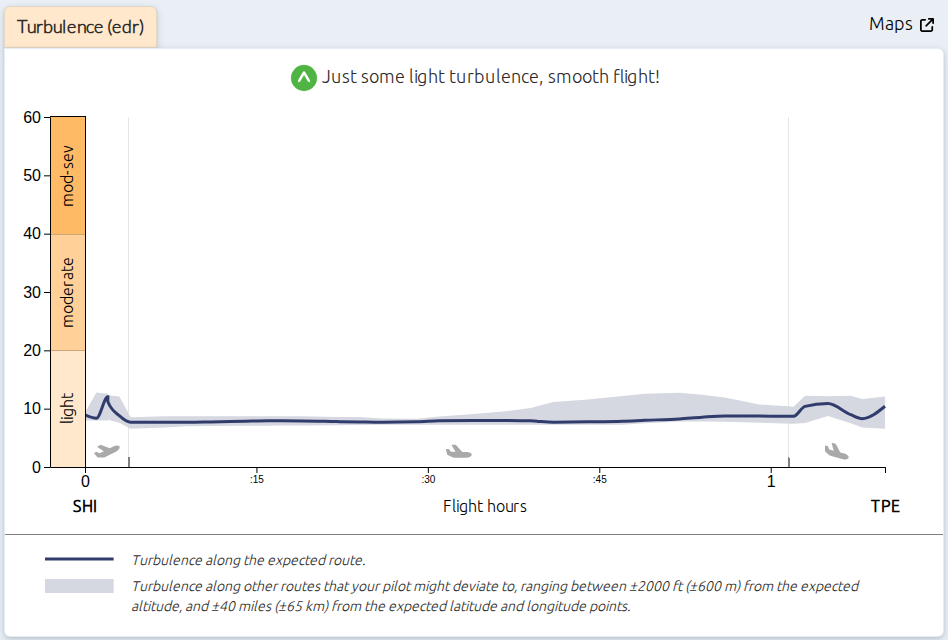 Turbulence (edr)
Maps
Just some light turbulence, smooth flight!
60
50
40
30
20
10
0
mod-sev
moderate
light
0
:15
:30
:45
1
SHI
Flight hours
TPE
Turbulence along the expected route.
Turbulence along other routes that your pilot might deviate to, ranging between ±2000 ft (±600 m) from the expected
altitude, and ±40 miles (±65 km) from the expected latitude and longitude points.